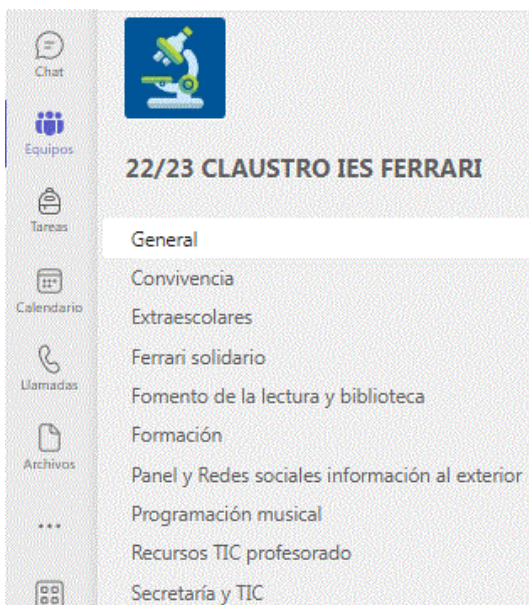 Chat
Equipos
Tareas
Calendario
Llamadas
Archivos
22/23 CLAUSTRO IES FERRARI
General
Convivencia
Extraescolares
Ferrari solidario
Fomento de la lectura y biblioteca
Formación
Panel y Redes sociales información al exterior
Programación musical
Recursos TIC profesorado
Secretaría y TIC